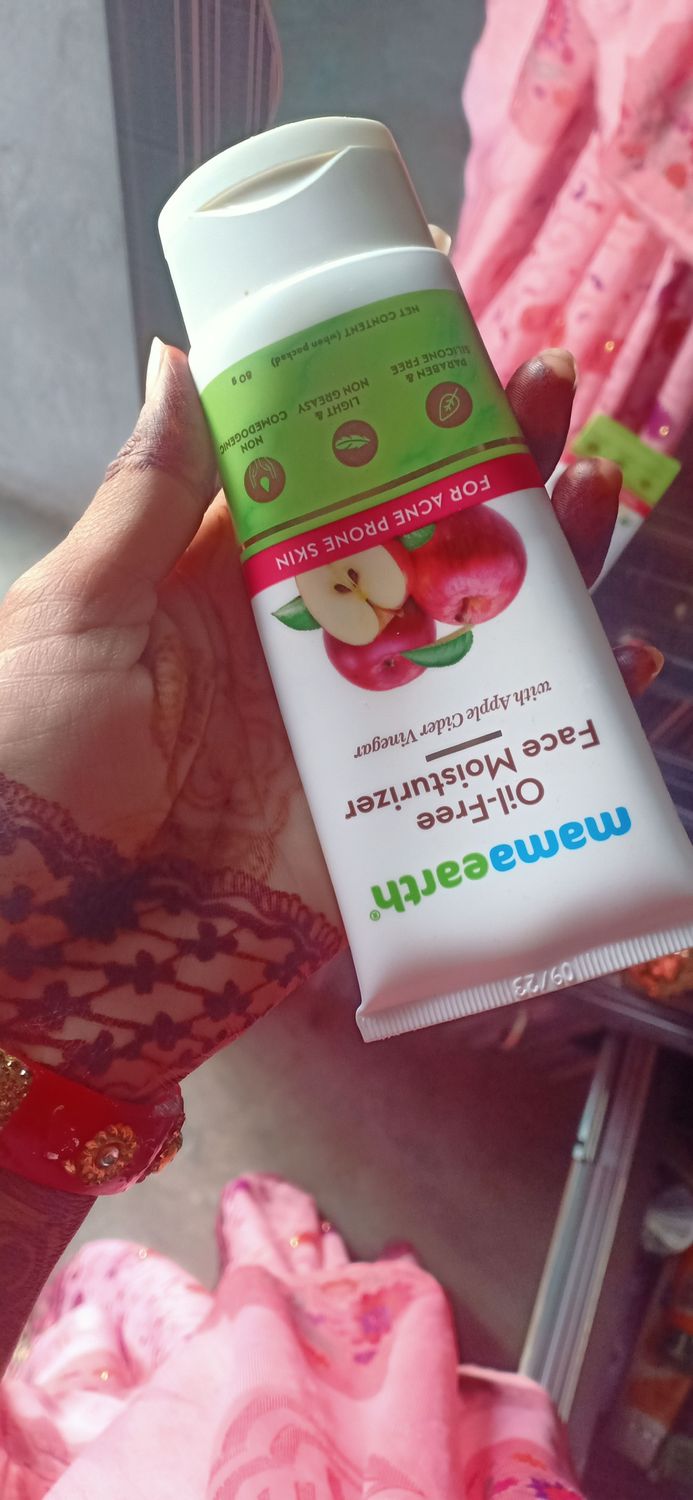 mamaearth®
Oil-Free
Face Moisturizer
with Apple Cider Vinegar
FOR ACNE PRONE SKIN
PARABEN &
SILICONE FREE
LIGHT &
NON GREASY
NON
COMEDOGENIC
NET CONTENT (when packed) 80 g
09/23